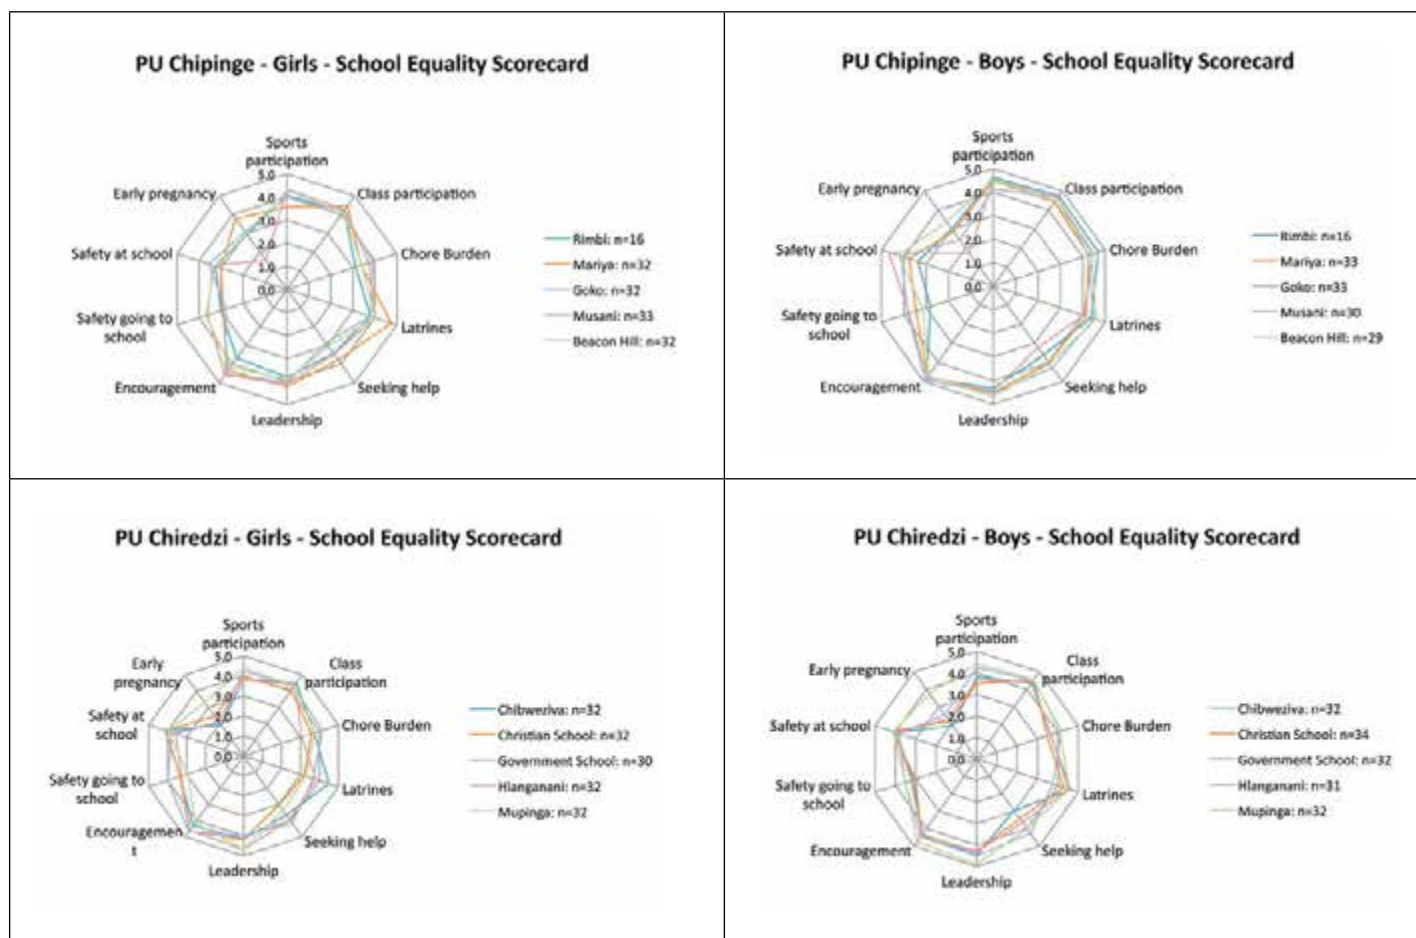 PU Chipinge - Girls - School Equality Scorecard
Sports
participation
5.0
4.0
3.0
2.0
1.0
0.0
Class participation
Chore Burden
Latrines
Seeking help
Leadership
Encouragement
Safety going to
school
Safety at school
Early pregnancy
Rimbi: n=16
Mariya: n=32
Goko: n=32
Musani: n=33
Beacon Hill: n=32
PU Chipinge - Boys - School Equality Scorecard
Sports
participation
5.0
4.0
3.0
2.0
1.0
0.0
Class participation
Chore Burden
Latrines
Seeking help
Leadership
Encouragement
Safety going to
school
Safety at school
Early pregnancy
Rimbi: n=16
Mariya: n=33
Goko: n=33
Musani: n=30
Beacon Hill: n=29
PU Chiredzi - Girls - School Equality Scorecard
Sports
participation
5.0
4.0
3.0
2.0
1.0
0.0
Class
participation
Chore Burden
Latrines
Seeking help
Leadership
Encouragemen
t
Safety going to
school
Safety at
school
Early
pregnancy
Chibweziva: n=32
Christian School: n=32
Government School: n=30
Hlanganani: n=32
Mupinga: n=32
PU Chiredzi - Boys - School Equality Scorecard
Sports
participation
5.0
4.0
3.0
2.0
1.0
0.0
Class
participation
Chore Burden
Latrines
Seeking help
Leadership
Encouragement
Safety going to
school
Safety at school
Early pregnancy
Chibweziva: n=32
Christian School: n=34
Government School: n=32
Hlanganani: n=31
Mupinga: n=32